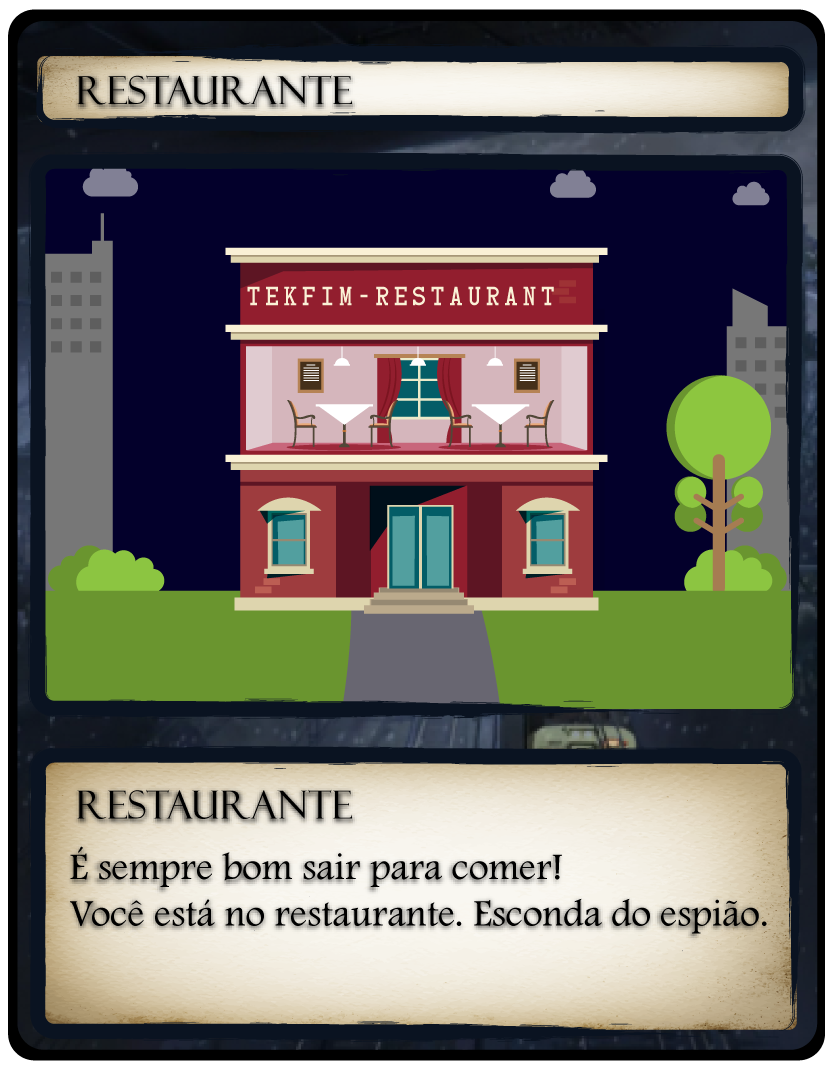 RESTAURANTE
TEKFIM-RESTAURANT
RESTAURANTE
É sempre bom sair para comer!
Você está no restaurante. Esconda do espião.